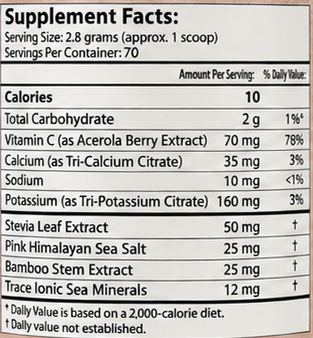 Supplement Facts:
Serving Size: 2.8 grams (approx. 1 scoop)
Servings Per Container: 70
Amount Per Serving: % Daily Value:
Calories 10
Total Carbohydrate 2 g 1%*
Vitamin C (as Acerola Berry Extract) 70 mg 78%
Calcium (as Tri-Calcium Citrate) 35 mg 3%
Sodium 10 mg <1%
Potassium (as Tri-Potassium Citrate) 160 mg 3%
Stevia Leaf Extract 50 mg †
Pink Himalayan Sea Salt 25 mg †
Bamboo Stem Extract 25 mg †
Trace Ionic Sea Minerals 12 mg †
* Daily Value is based on a 2,000-calorie diet.
† Daily value not established.